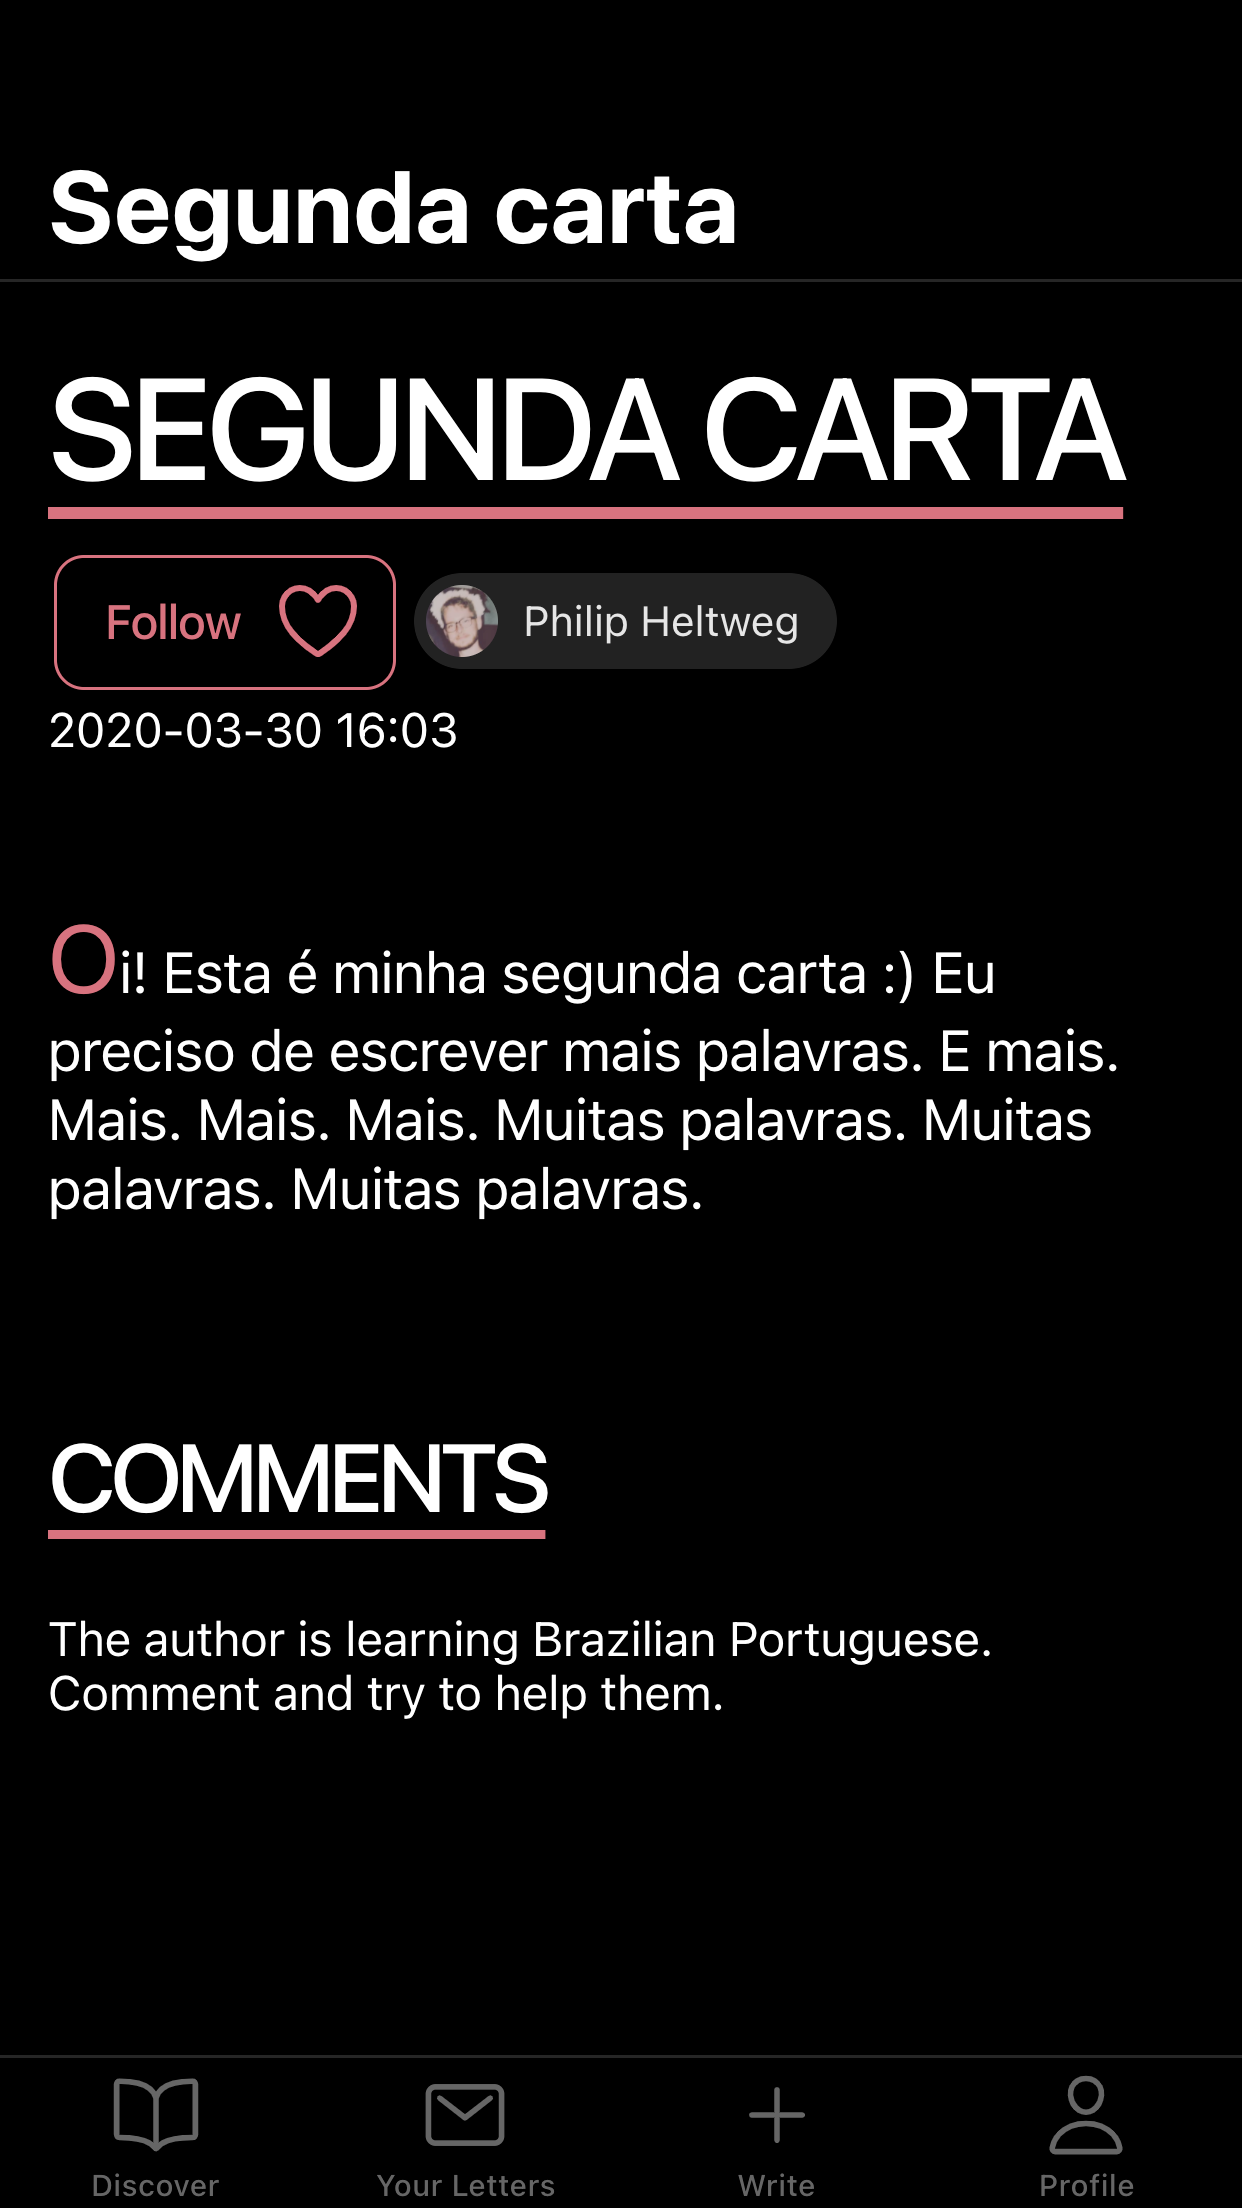 Segunda carta
SEGUNDA CARTA
Follow
Philip Heltweg
2020-03-30 16:03
Oi! Esta é minha segunda carta :) Eu
preciso de escrever mais palavras. E mais.
Mais. Mais. Mais. Muitas palavras. Muitas
palavras. Muitas palavras.
COMMENTS
The author is learning Brazilian Portuguese.
Comment and try to help them.
Discover
Your Letters
Write
Profile